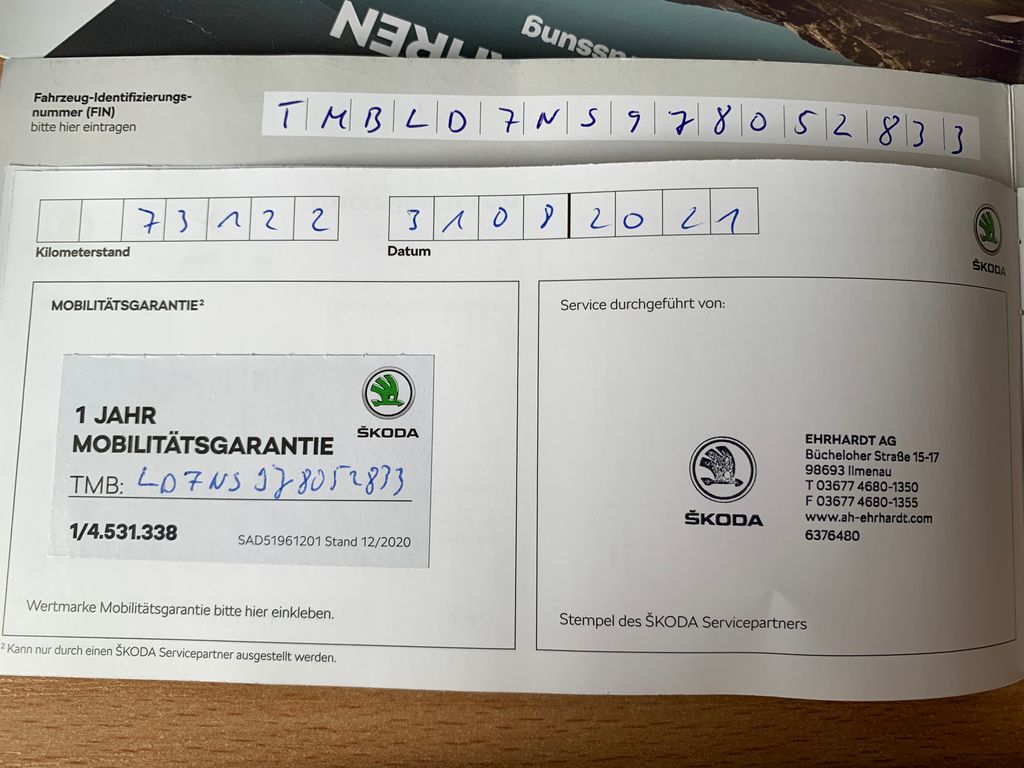 Fahrzeug-Identifizierungs-
nummer (FIN)
bitte hier eintragen
TMBLD7NS9J8052833
73122
31082021
Kilometerstand
Datum
ŠKODA
MOBILITÄTSGARANTIE²
1 JAHR
MOBILITÄTSGARANTIE
ŠKODA
TMB: LD7NS9J8052833
1/4.531.338
SAD51961201 Stand 12/2020
Wertmarke Mobilitätsgarantie bitte hier einkleben.
² Kann nur durch einen ŠKODA Servicepartner ausgestellt werden.
Service durchgeführt von:
ŠKODA
EHRHARDT AG
Bücheloher Straße 15-17
98693 Ilmenau
T 03677 4680-1350
F 03677 4680-1355
www.ah-ehrhardt.com
6376480
Stempel des ŠKODA Servicepartners